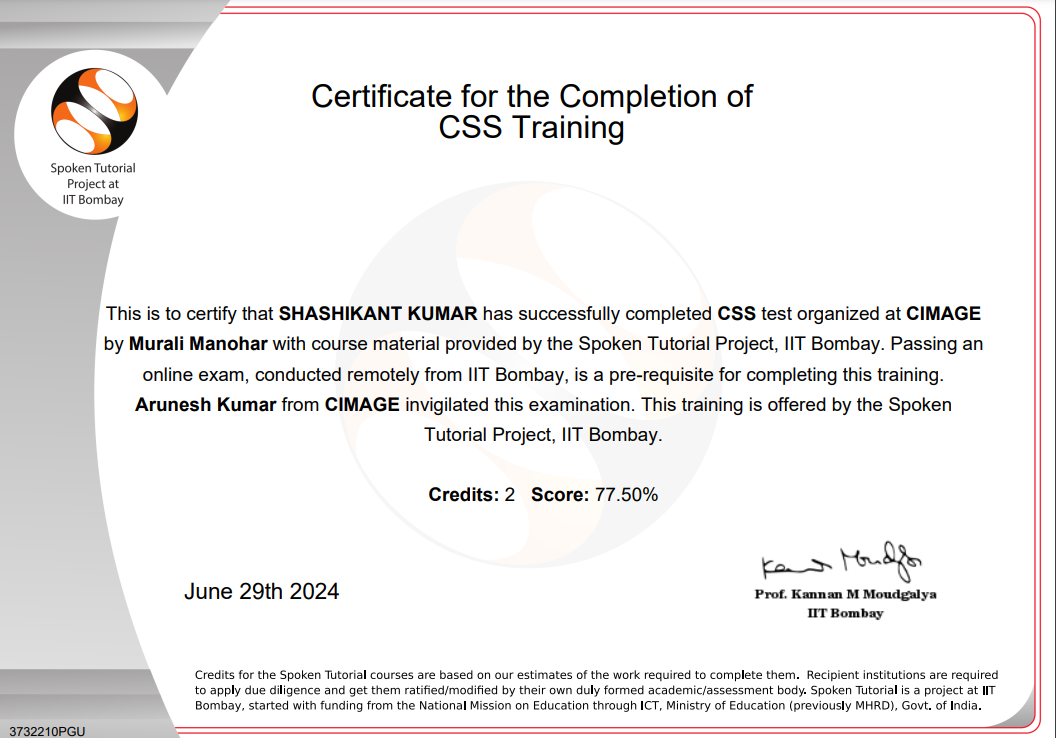 Spoken Tutorial
Project at
IIT Bombay
Certificate for the Completion of
CSS Training
This is to certify that SHASHIKANT KUMAR has successfully completed CSS test organized at CIMAGE
by Murali Manohar with course material provided by the Spoken Tutorial Project, IIT Bombay. Passing an
online exam, conducted remotely from IIT Bombay, is a pre-requisite for completing this training.
Arunesh Kumar from CIMAGE invigilated this examination. This training is offered by the Spoken
Tutorial Project, IIT Bombay.
Credits: 2 Score: 77.50%
June 29th 2024
Kannan Moudgalya
Prof. Kannan M Moudgalya
IIT Bombay
Credits for the Spoken Tutorial courses are based on our estimates of the work required to complete them. Recipient institutions are required
to apply due diligence and get them ratified/modified by their own duly formed academic/assessment body. Spoken Tutorial is a project at IIT
Bombay, started with funding from the National Mission on Education through ICT, Ministry of Education (previously MHRD), Govt. of India.
3732210PGU